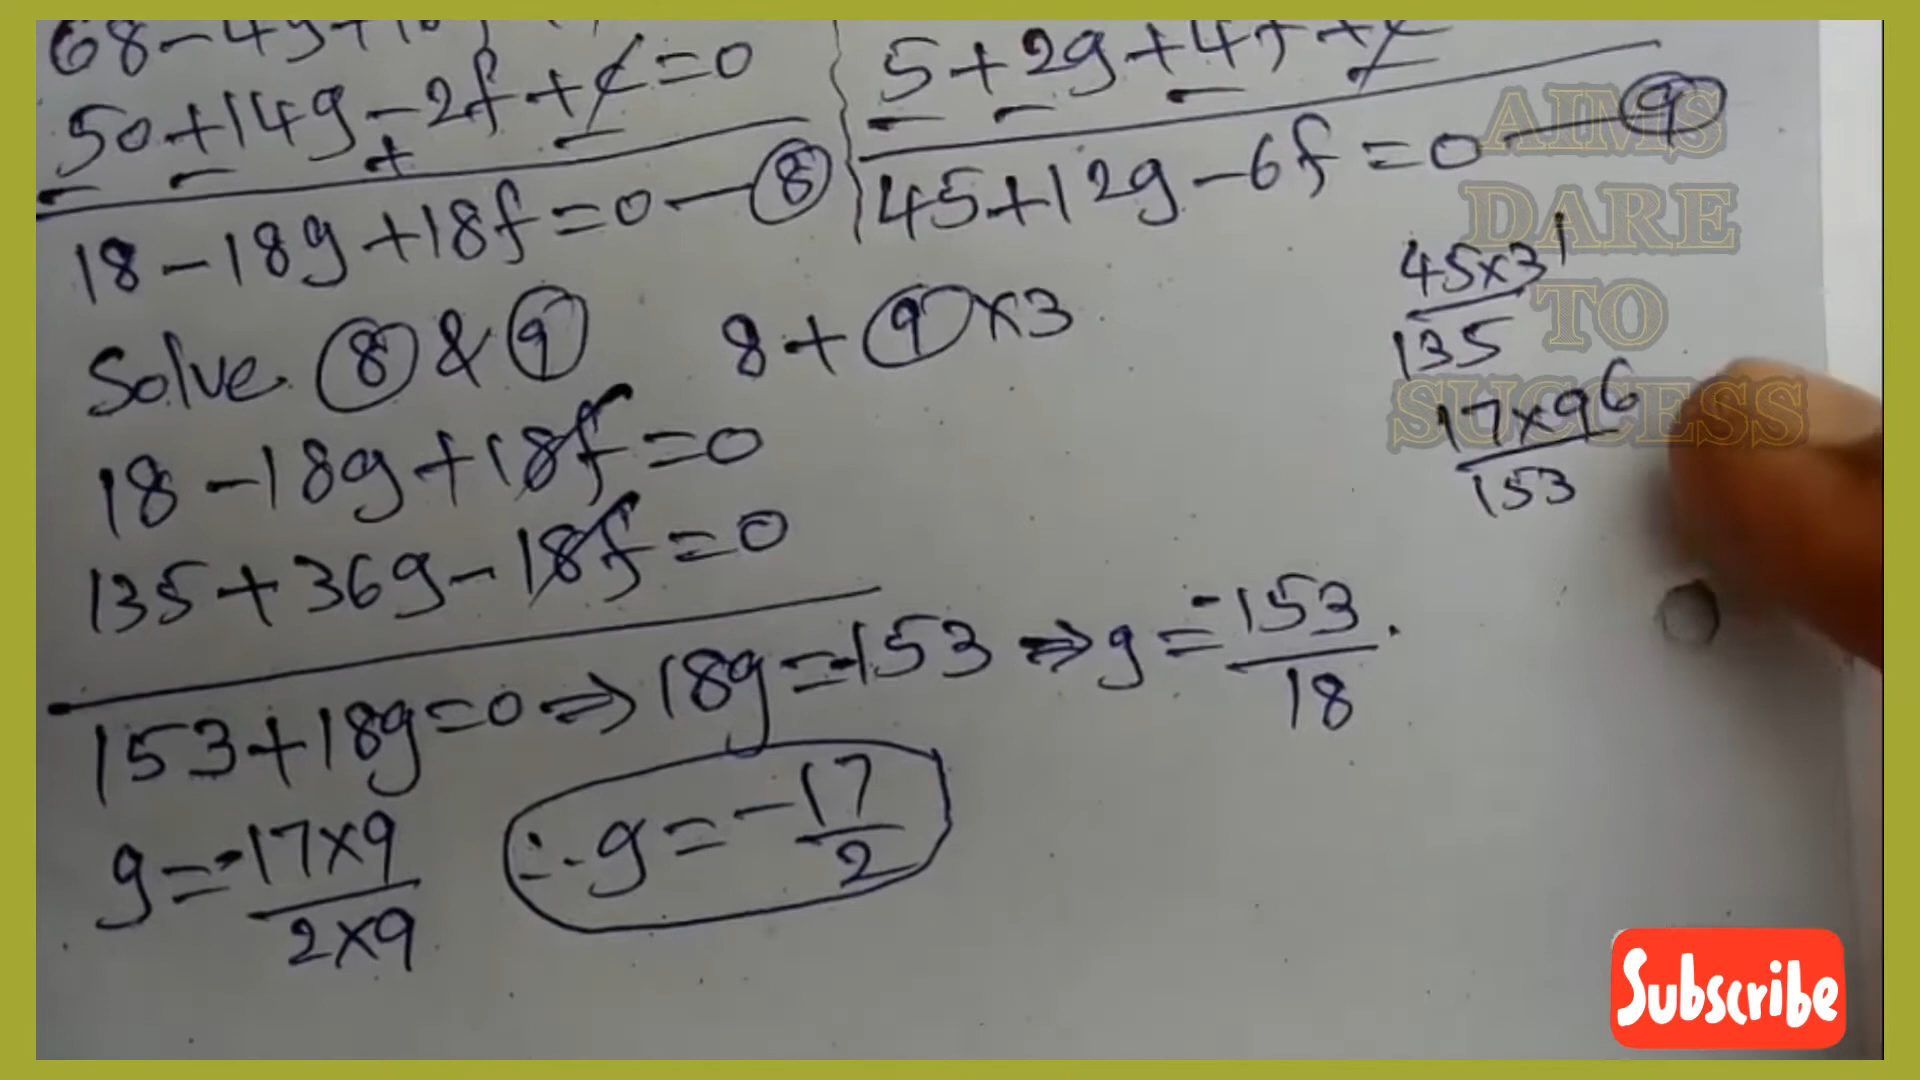 50+14g-2f+c=0
- - + -
18-18g+18f=0 — 8
5+2g+4f+c
- - - -
45+12g-6f=0 — 9
Solve 8 & 9 8+9×3
18-18g+18f=0
135+36g-18f=0
153+18g=0⇒18g=-153⇒g=-153/18.
g=-17×9/2×9 ∴g=-17/2
45×3 1
135
17×9 6
153
AIMS
DARE
TO
SUCCESS
Subscribe